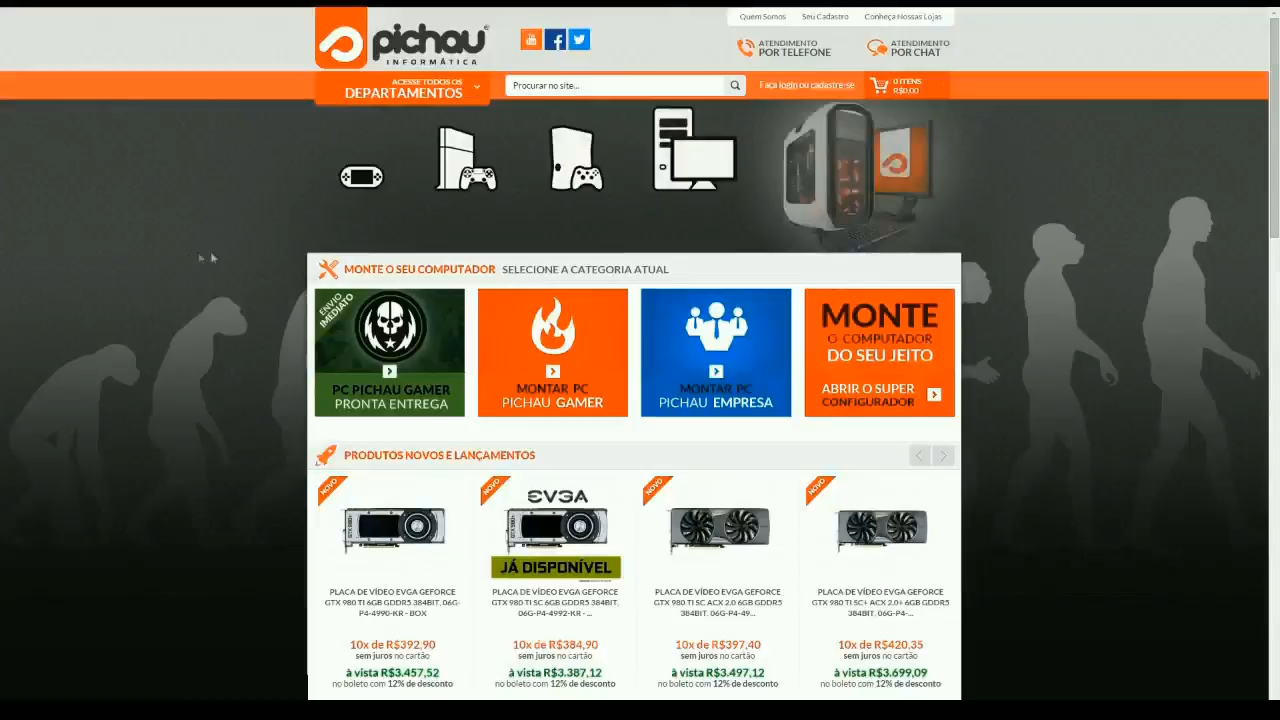 Quem Somos Seu Cadastro Conheça Nossas Lojas
pichau
INFORMÁTICA
You
ATENDIMENTO
POR TELEFONE
ATENDIMENTO
POR CHAT
ACESSE TODOS OS
DEPARTAMENTOS
Procurar no site...
Faça login ou cadastre-se
0 ITENS
R$0,00
MONTE O SEU COMPUTADOR SELECIONE A CATEGORIA ATUAL
ENVIO
IMEDIATO
PC PICHAU GAMER
PRONTA ENTREGA
MONTAR PC
PICHAU GAMER
MONTAR PC
PICHAU EMPRESA
MONTE
O COMPUTADOR
DO SEU JEITO
ABRIR O SUPER
CONFIGURADOR
PRODUTOS NOVOS E LANÇAMENTOS
NOVO
PLACA DE VÍDEO EVGA GEFORCE
GTX 980 TI 6GB GDDR5 384BIT, 06G-
P4-4990-KR - BOX
10x de R$392,90
sem juros no cartão
à vista R$3.457,52
no boleto com 12% de desconto
NOVO
EVGA
JÁ DISPONÍVEL
PLACA DE VÍDEO EVGA GEFORCE
GTX 980 TI SC 6GB GDDR5 384BIT,
06G-P4-4992-KR - ...
10x de R$384,90
sem juros no cartão
à vista R$3.387,12
no boleto com 12% de desconto
NOVO
PLACA DE VÍDEO EVGA GEFORCE
GTX 980 TI SC ACX 2.0 6GB GDDR5
384BIT, 06G-P4-49...
10x de R$397,40
sem juros no cartão
à vista R$3.497,12
no boleto com 12% de desconto
NOVO
PLACA DE VÍDEO EVGA GEFORCE
GTX 980 TI SC+ ACX 2.0+ 6GB GDDR5
384BIT, 06G-P4-...
10x de R$420,35
sem juros no cartão
à vista R$3.699,09
no boleto com 12% de desconto